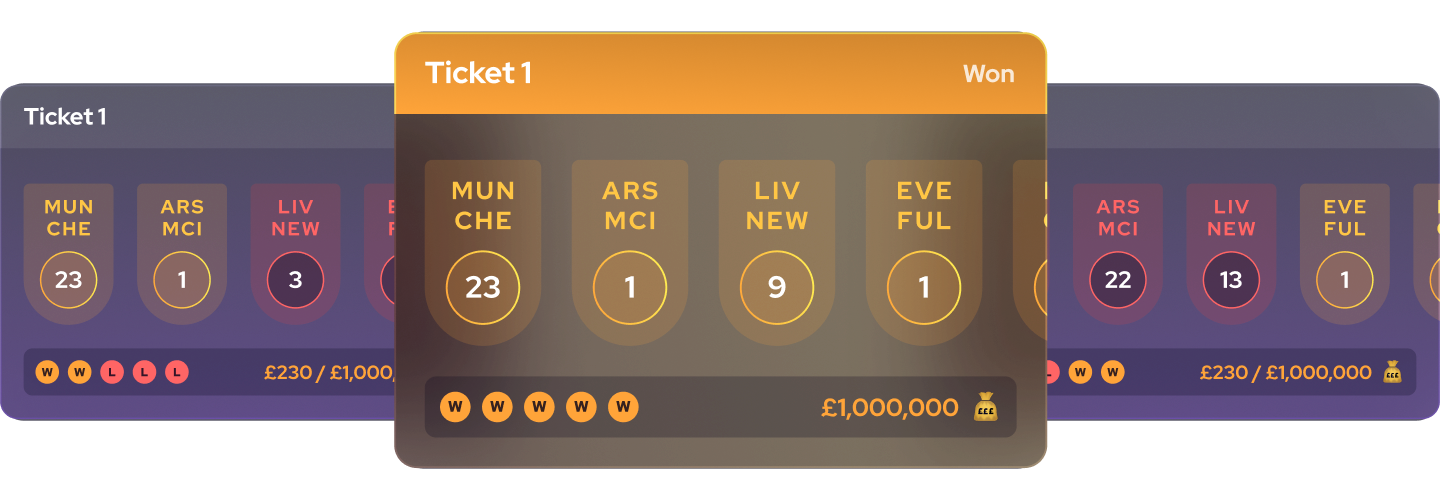 Ticket 1
MUN
CHE
23
ARS
MCI
1
LIV
NEW
3
W W L L L
£230 / £1,000,
Ticket 1
Won
MUN
CHE
23
ARS
MCI
1
LIV
NEW
9
EVE
FUL
1
W W W W W
£1,000,000
£££
ARS
MCI
22
LIV
NEW
13
EVE
FUL
1
W W
£230 / £1,000,000
£££